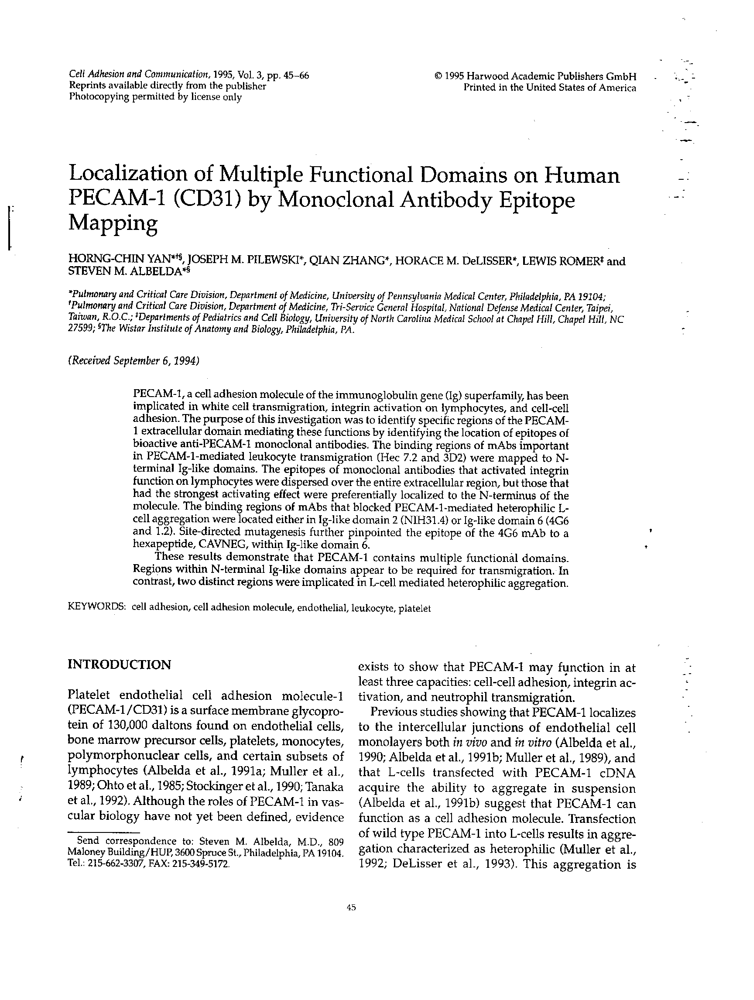 Cell Adhesion and Communication, 1995, Vol. 3, pp. 45–66
Reprints available directly from the publisher
Photocopying permitted by license only
© 1995 Harwood Academic Publishers GmbH
Printed in the United States of America
Localization of Multiple Functional Domains on Human
PECAM-1 (CD31) by Monoclonal Antibody Epitope
Mapping
HORNG-CHIN YAN*†§, JOSEPH M. PILEWSKI*, QIAN ZHANG*, HORACE M. DeLISSER*, LEWIS ROMER‡ and
STEVEN M. ALBELDA*§
*Pulmonary and Critical Care Division, Department of Medicine, University of Pennsylvania Medical Center, Philadelphia, PA 19104;
†Pulmonary and Critical Care Division, Department of Medicine, Tri-Service General Hospital, National Defense Medical Center, Taipei,
Taiwan, R.O.C.; ‡Departments of Pediatrics and Cell Biology, University of North Carolina Medical School at Chapel Hill, Chapel Hill, NC
27599; §The Wistar Institute of Anatomy and Biology, Philadelphia, PA.
(Received September 6, 1994)
PECAM-1, a cell adhesion molecule of the immunoglobulin gene (Ig) superfamily, has been
implicated in white cell transmigration, integrin activation on lymphocytes, and cell-cell
adhesion. The purpose of this investigation was to identify specific regions of the PECAM-
1 extracellular domain mediating these functions by identifying the location of epitopes of
bioactive anti-PECAM-1 monoclonal antibodies. The binding regions of mAbs important
in PECAM-1-mediated leukocyte transmigration (Hec 7.2 and 3D2) were mapped to N-
terminal Ig-like domains. The epitopes of monoclonal antibodies that activated integrin
function on lymphocytes were dispersed over the entire extracellular region, but those that
had the strongest activating effect were preferentially localized to the N-terminus of the
molecule. The binding regions of mAbs that blocked PECAM-1-mediated heterophilic L-
cell aggregation were located either in Ig-like domain 2 (NIH31.4) or Ig-like domain 6 (4G6
and 1.2). Site-directed mutagenesis further pinpointed the epitope of the 4G6 mAb to a
hexapeptide, CAVNEG, within Ig-like domain 6.
These results demonstrate that PECAM-1 contains multiple functional domains.
Regions within N-terminal Ig-like domains appear to be required for transmigration. In
contrast, two distinct regions were implicated in L-cell mediated heterophilic aggregation.
KEYWORDS: cell adhesion, cell adhesion molecule, endothelial, leukocyte, platelet
INTRODUCTION
Platelet endothelial cell adhesion molecule-1
(PECAM-1/CD31) is a surface membrane glycopro-
tein of 130,000 daltons found on endothelial cells,
bone marrow precursor cells, platelets, monocytes,
polymorphonuclear cells, and certain subsets of
lymphocytes (Albelda et al., 1991a; Muller et al.,
1989; Ohto et al., 1985; Stockinger et al., 1990; Tanaka
et al., 1992). Although the roles of PECAM-1 in vas-
cular biology have not yet been defined, evidence
Send correspondence to: Steven M. Albelda, M.D., 809
Maloney Building/HUP, 3600 Spruce St., Philadelphia, PA 19104.
Tel.: 215-662-3307, FAX: 215-349-5172.
exists to show that PECAM-1 may function in at
least three capacities: cell-cell adhesion, integrin ac-
tivation, and neutrophil transmigration.
Previous studies showing that PECAM-1 localizes
to the intercellular junctions of endothelial cell
monolayers both in vivo and in vitro (Albelda et al.,
1990; Albelda et al., 1991b; Muller et al., 1989), and
that L-cells transfected with PECAM-1 cDNA
acquire the ability to aggregate in suspension
(Albelda et al., 1991b) suggest that PECAM-1 can
function as a cell adhesion molecule. Transfection
of wild type PECAM-1 into L-cells results in aggre-
gation characterized as heterophilic (Muller et al.,
1992; DeLisser et al., 1993). This aggregation is
45